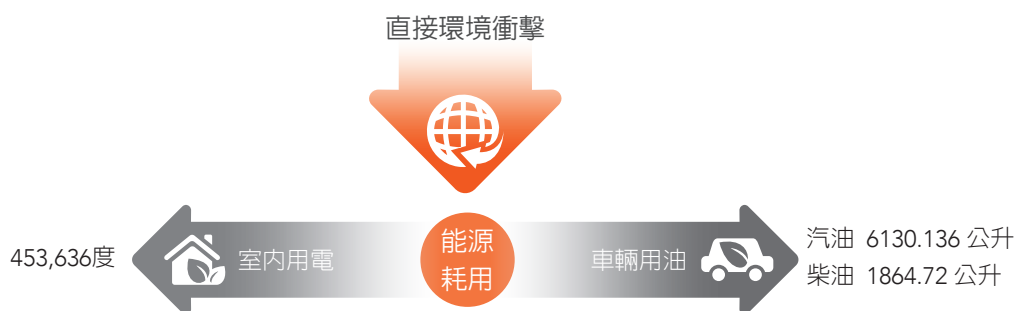 直接環境衝擊
453,636度
室內用電
能源
耗用
車輛用油
汽油 6130.136 公升
柴油 1864.72 公升